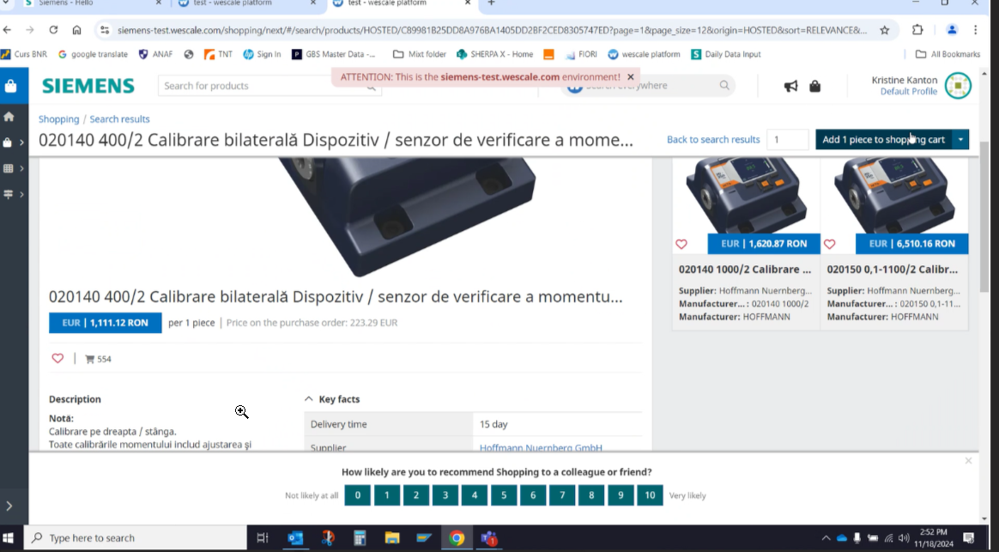 Siemens - Hello
test - wescale platform
test - wescale platform
siemens-test.wescale.com/shopping/next/#/search/products/HOSTED/C89981B25DD8A976BA1405DD2BF2CED8305747ED?page=1&page_size=12&origin=HOSTED&sort=RELEVANCE&...
Curs BNR
google translate
ANAF
TNT
Sign In
GBS Master Data -...
Mixt folder
SHERPA X - Home
FIORI
wescale platform
Daily Data Input
All Bookmarks
ATTENTION: This is the siemens-test.wescale.com environment!
SIEMENS
Search for products
Search everywhere
Kristine Kanton
Default Profile
Shopping / Search results
020140 400/2 Calibrare bilaterală Dispozitiv / senzor de verificare a mome...
Back to search results
1
Add 1 piece to shopping cart
EUR | 1,620.87 RON
EUR | 6,510.16 RON
020140 1000/2 Calibrare ...
020150 0,1-1100/2 Calibr...
Supplier: Hoffmann Nuernberg...
Supplier: Hoffmann Nuernberg...
Manufacturer... : 020140 1000/2
Manufacturer... : 020150 0,1-11...
Manufacturer: HOFFMANN
Manufacturer: HOFFMANN
020140 400/2 Calibrare bilaterală Dispozitiv / senzor de verificare a momentu...
EUR | 1,111.12 RON
per 1 piece | Price on the purchase order: 223.29 EUR
554
Description
Notă:
Calibrare pe dreapta / stânga.
Toate calibrările momentului includ ajustarea și
Key facts
Delivery time
15 day
Supplier
Hoffmann Nuernberg GmbH
How likely are you to recommend Shopping to a colleague or friend?
Not likely at all
0 1 2 3 4 5 6 7 8 9 10
Very likely
Type here to search
2:52 PM
11/18/2024